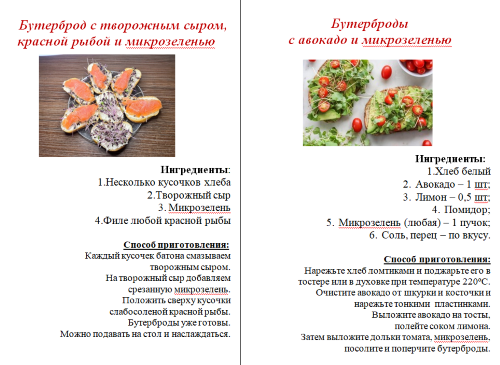 Бутерброд с творожным сыром,
красной рыбой и микрозеленью
Ингредиенты:
1.Несколько кусочков хлеба
2.Творожный сыр
3. Микрозелень
4.Филе любой красной рыбы
Способ приготовления:
Каждый кусочек батона смазываем
творожным сыром.
На творожный сыр добавляем
срезанную микрозелень.
Положить сверху кусочки
слабосоленой красной рыбы.
Бутерброды уже готовы.
Можно подавать на стол и наслаждаться.
Бутерброды
с авокадо и микрозеленью
Ингредиенты:
1.Хлеб белый
2. Авокадо – 1 шт;
3. Лимон – 0,5 шт;
4. Помидор;
5. Микрозелень (любая) – 1 пучок;
6. Соль, перец – по вкусу.
Способ приготовления:
Нарежьте хлеб ломтиками и поджарьте его в
тостере или в духовке при температуре 220ºС.
Очистите авокадо от шкурки и косточки и
нарежьте тонкими пластинками.
Выложите авокадо на тосты,
полейте соком лимона.
Затем выложите дольки томата, микрозелень,
посолите и поперчите бутерброды.